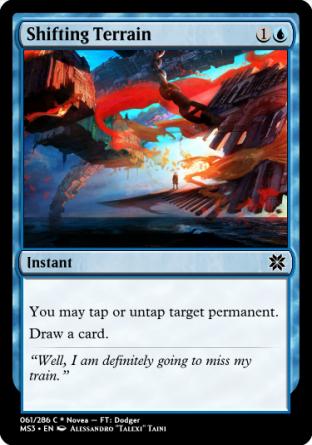 Shifting Terrain
1
Instant
You may tap or untap target permanent.
Draw a card.
“Well, I am definitely going to miss my
train.”
061/286 C * Novea — FT: Dodger
MS3 • EN Alessandro "Talexi" Taini